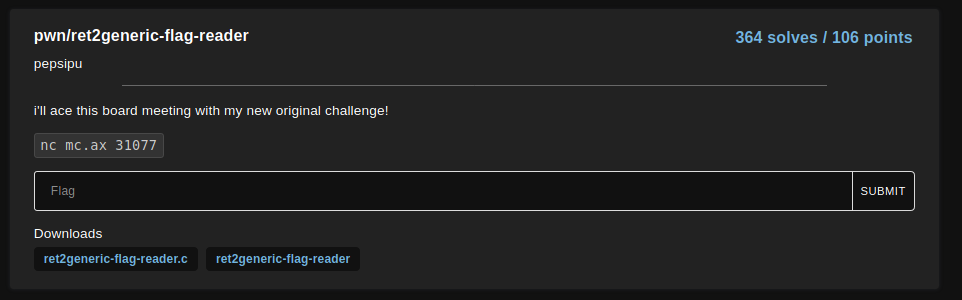 pwn/ret2generic-flag-reader
364 solves / 106 points
pepsipu
i'll ace this board meeting with my new original challenge!
nc mc.ax 31077
Flag
SUBMIT
Downloads
ret2generic-flag-reader.c
ret2generic-flag-reader